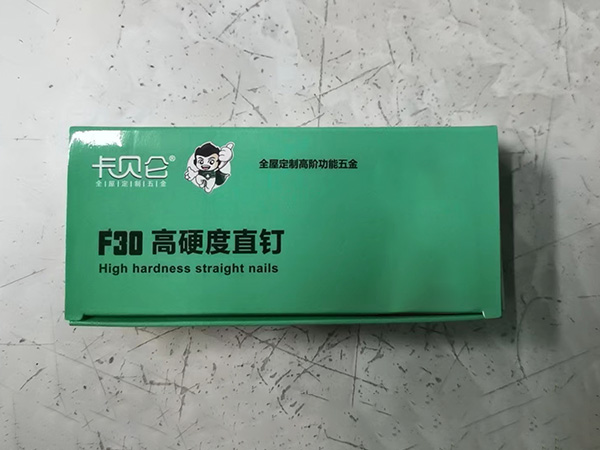 卡贝仑®
全屋定制五金
全屋定制高阶功能五金
F30 高硬度直钉
High hardness straight nails